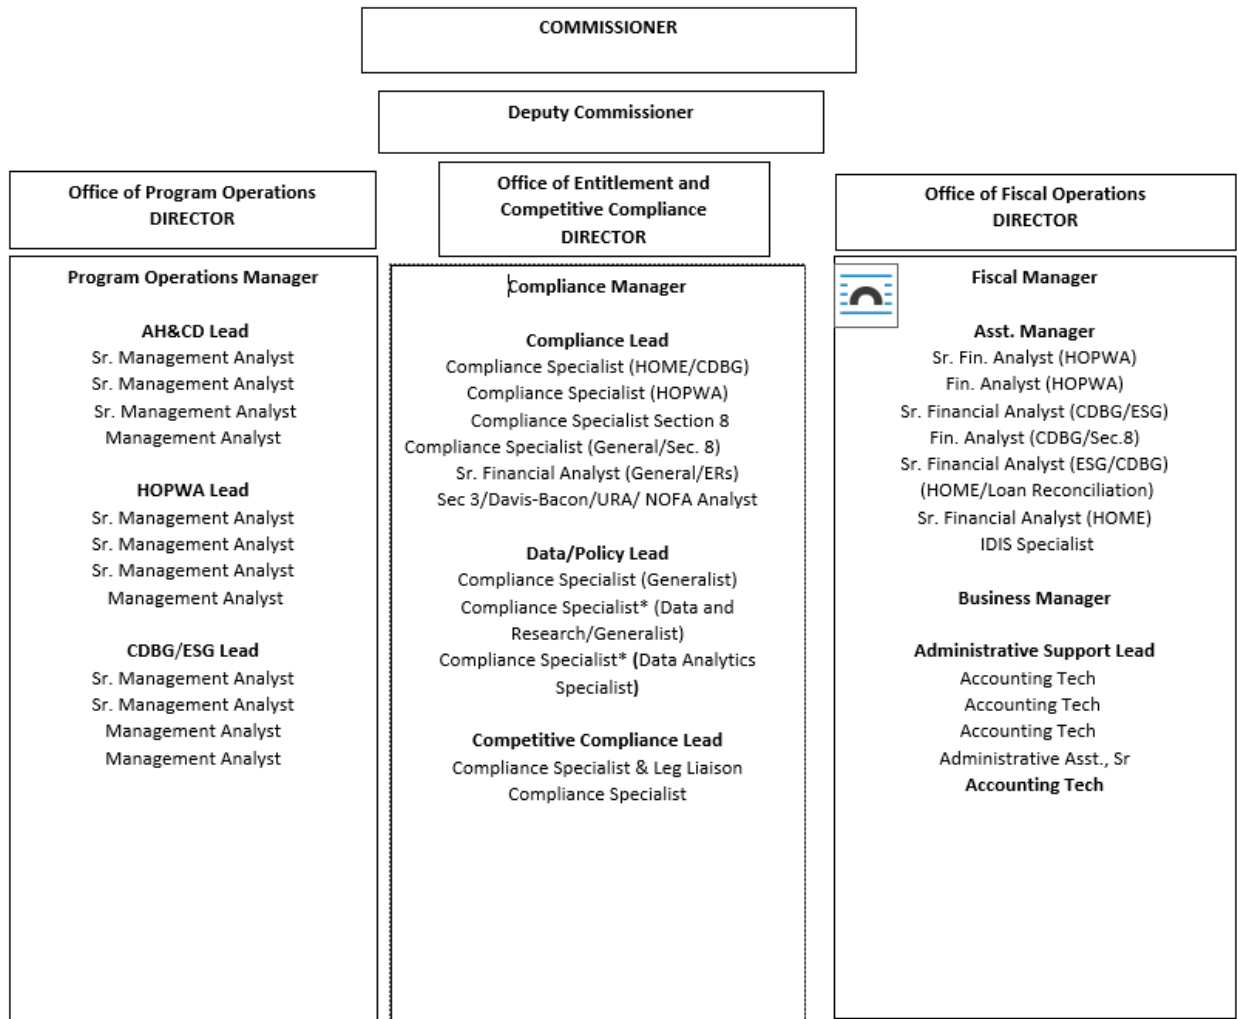 COMMISSIONER
Deputy Commissioner
Office of Program Operations
DIRECTOR
Program Operations Manager
AH&CD Lead
Sr. Management Analyst
Sr. Management Analyst
Sr. Management Analyst
Management Analyst
HOPWA Lead
Sr. Management Analyst
Sr. Management Analyst
Sr. Management Analyst
Management Analyst
CDBG/ESG Lead
Sr. Management Analyst
Sr. Management Analyst
Management Analyst
Management Analyst
Office of Entitlement and
Competitive Compliance
DIRECTOR
Compliance Manager
Compliance Lead
Compliance Specialist (HOME/CDBG)
Compliance Specialist (HOPWA)
Compliance Specialist Section 8
Compliance Specialist (General/Sec. 8)
Sr. Financial Analyst (General/ERs)
Sec 3/Davis-Bacon/URA/ NOFA Analyst
Data/Policy Lead
Compliance Specialist (Generalist)
Compliance Specialist* (Data and
Research/Generalist)
Compliance Specialist* (Data Analytics
Specialist)
Competitive Compliance Lead
Compliance Specialist & Leg Liaison
Compliance Specialist
Office of Fiscal Operations
DIRECTOR
Fiscal Manager
Asst. Manager
Sr. Fin. Analyst (HOPWA)
Fin. Analyst (HOPWA)
Sr. Financial Analyst (CDBG/ESG)
Fin. Analyst (CDBG/Sec.8)
Sr. Financial Analyst (ESG/CDBG)
(HOME/Loan Reconciliation)
Sr. Financial Analyst (HOME)
IDIS Specialist
Business Manager
Administrative Support Lead
Accounting Tech
Accounting Tech
Accounting Tech
Administrative Asst., Sr
Accounting Tech